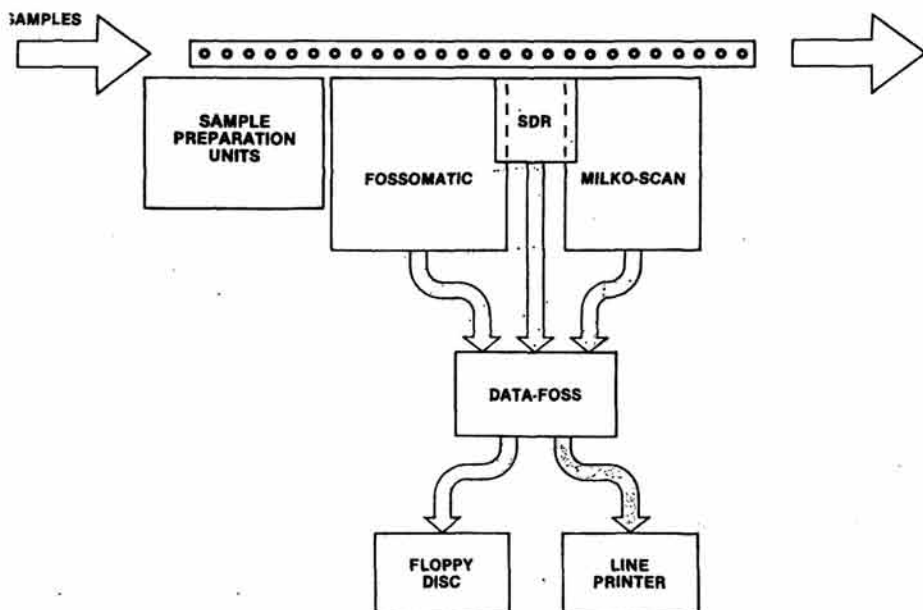 SAMPLES
SAMPLE
PREPARATION
UNITS
FOSSOMATIC
SDR
MILKO-SCAN
DATA-FOSS
FLOPPY
DISC
LINE
PRINTER